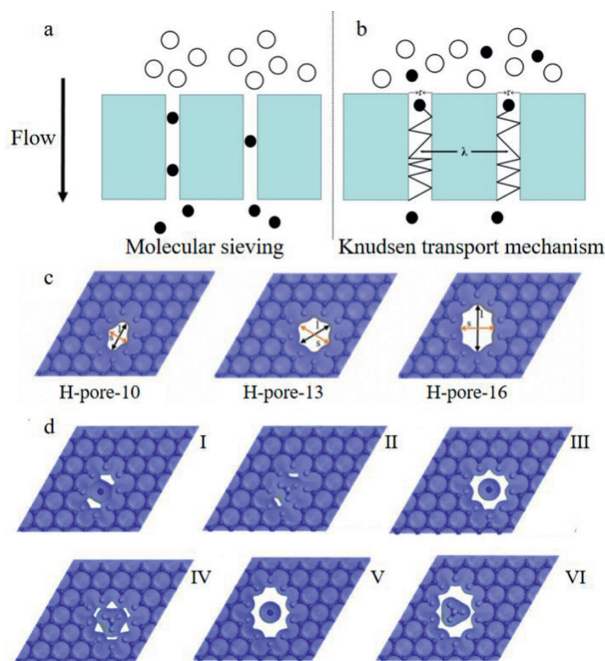 a
b
Flow
r
r
λ
Molecular sieving
Knudsen transport mechanism
c
l
s
l
s
l
s
H-pore-10
H-pore-13
H-pore-16
d
I
II
III
IV
V
VI